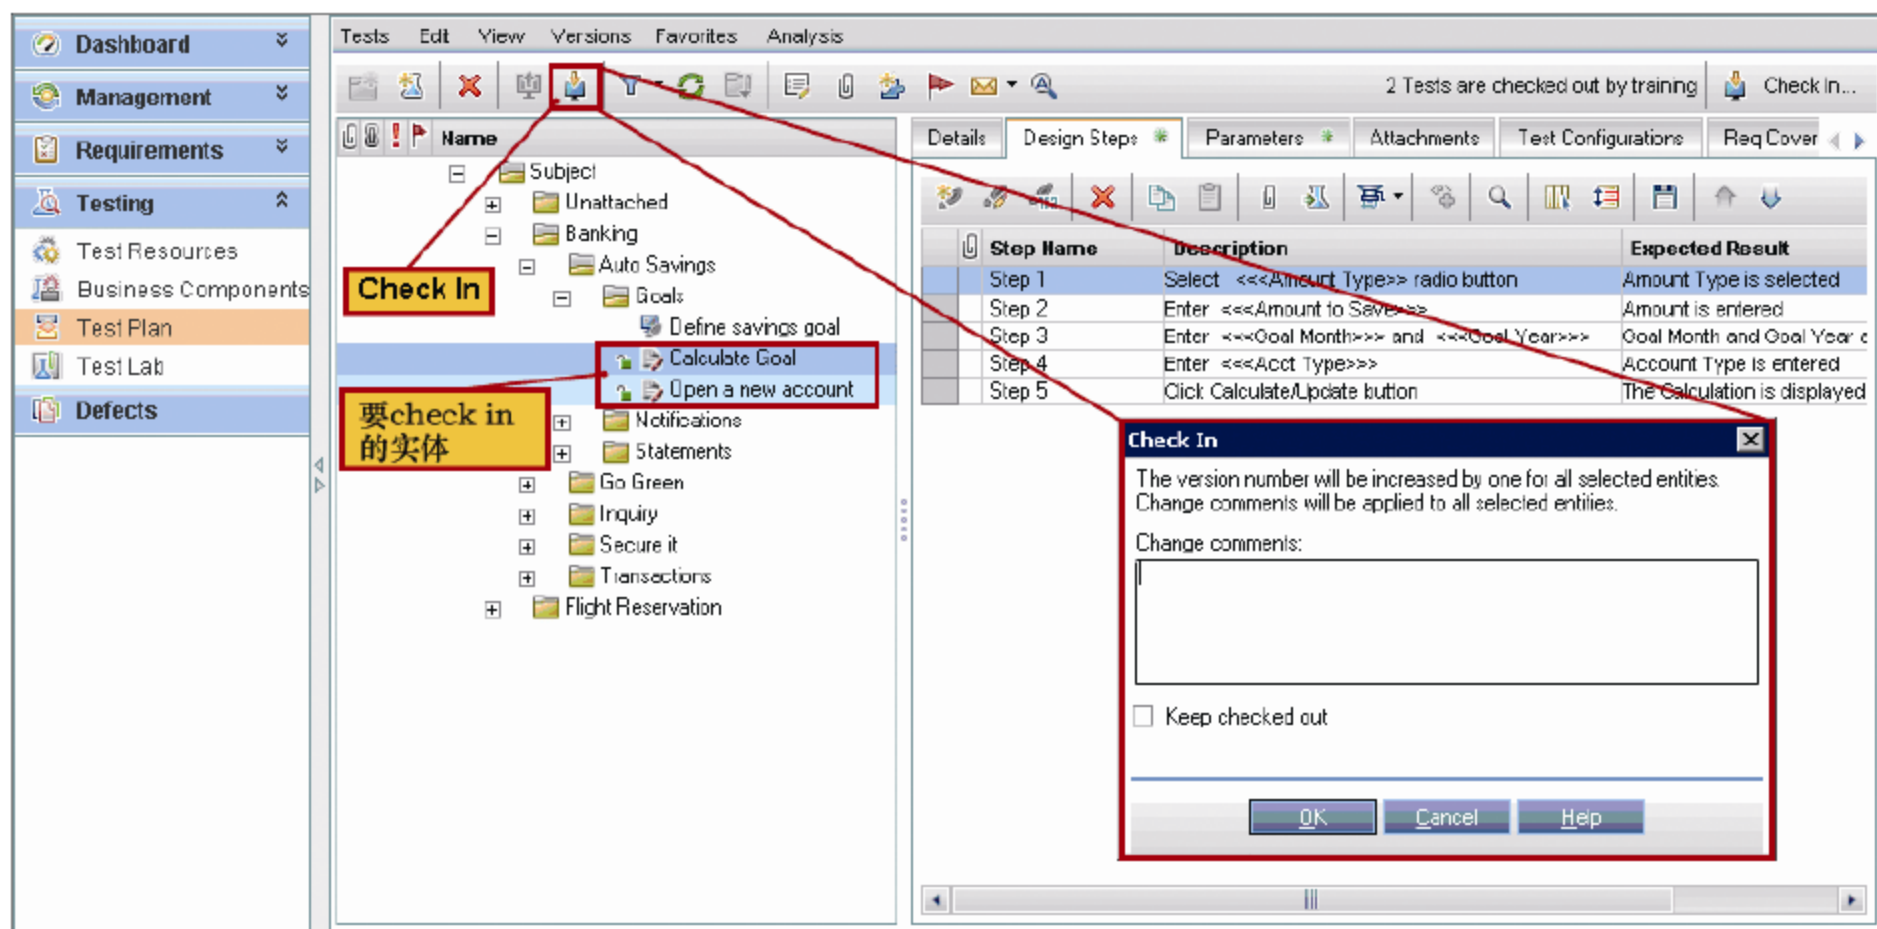 Dashboard
Management
Requirements
Testing
Test Resources
Business Components
Test Plan
Test Lab
Defects
Tests Edit View Versions Favorites Analysis
2 Tests are checked out by training Check In...
Name
Subject
Unattached
Banking
Auto Savings
Goals
Define savings goal
Calculate Goal
Open a new account
Notifications
Statements
Go Green
Inquiry
Secure it
Transactions
Flight Reservation
Check In
要check in
的实体
Details Design Steps Parameters Attachments Test Configurations Req Cover
Step Name Description Expected Result
Step 1 Select <<<Amount Type>> radio button Amount Type is selected
Step 2 Enter <<<Amount to Save>>> Amount is entered
Step 3 Enter <<<Goal Month>>> and <<<Goal Year>>> Goal Month and Goal Year
Step 4 Enter <<<Acct Type>>> Account Type is entered
Step 5 Click Calculate/Update button The Calculation is displayed
Check In
The version number will be increased by one for all selected entities.
Change comments will be applied to all selected entities.
Change comments:
Keep checked out
OK Cancel Help